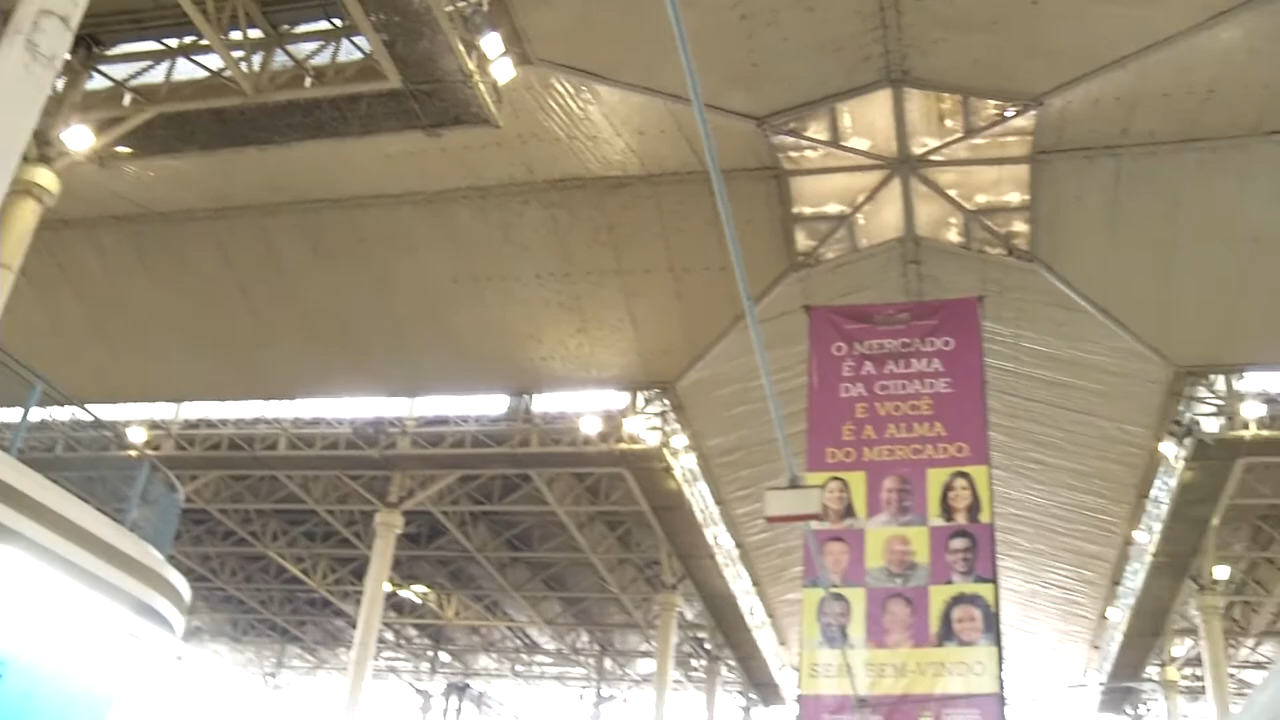 O MERCADO
É A ALMA
DA CIDADE.
E VOCÊ
É A ALMA
DO MERCADO.
SEJA BEM-VINDO